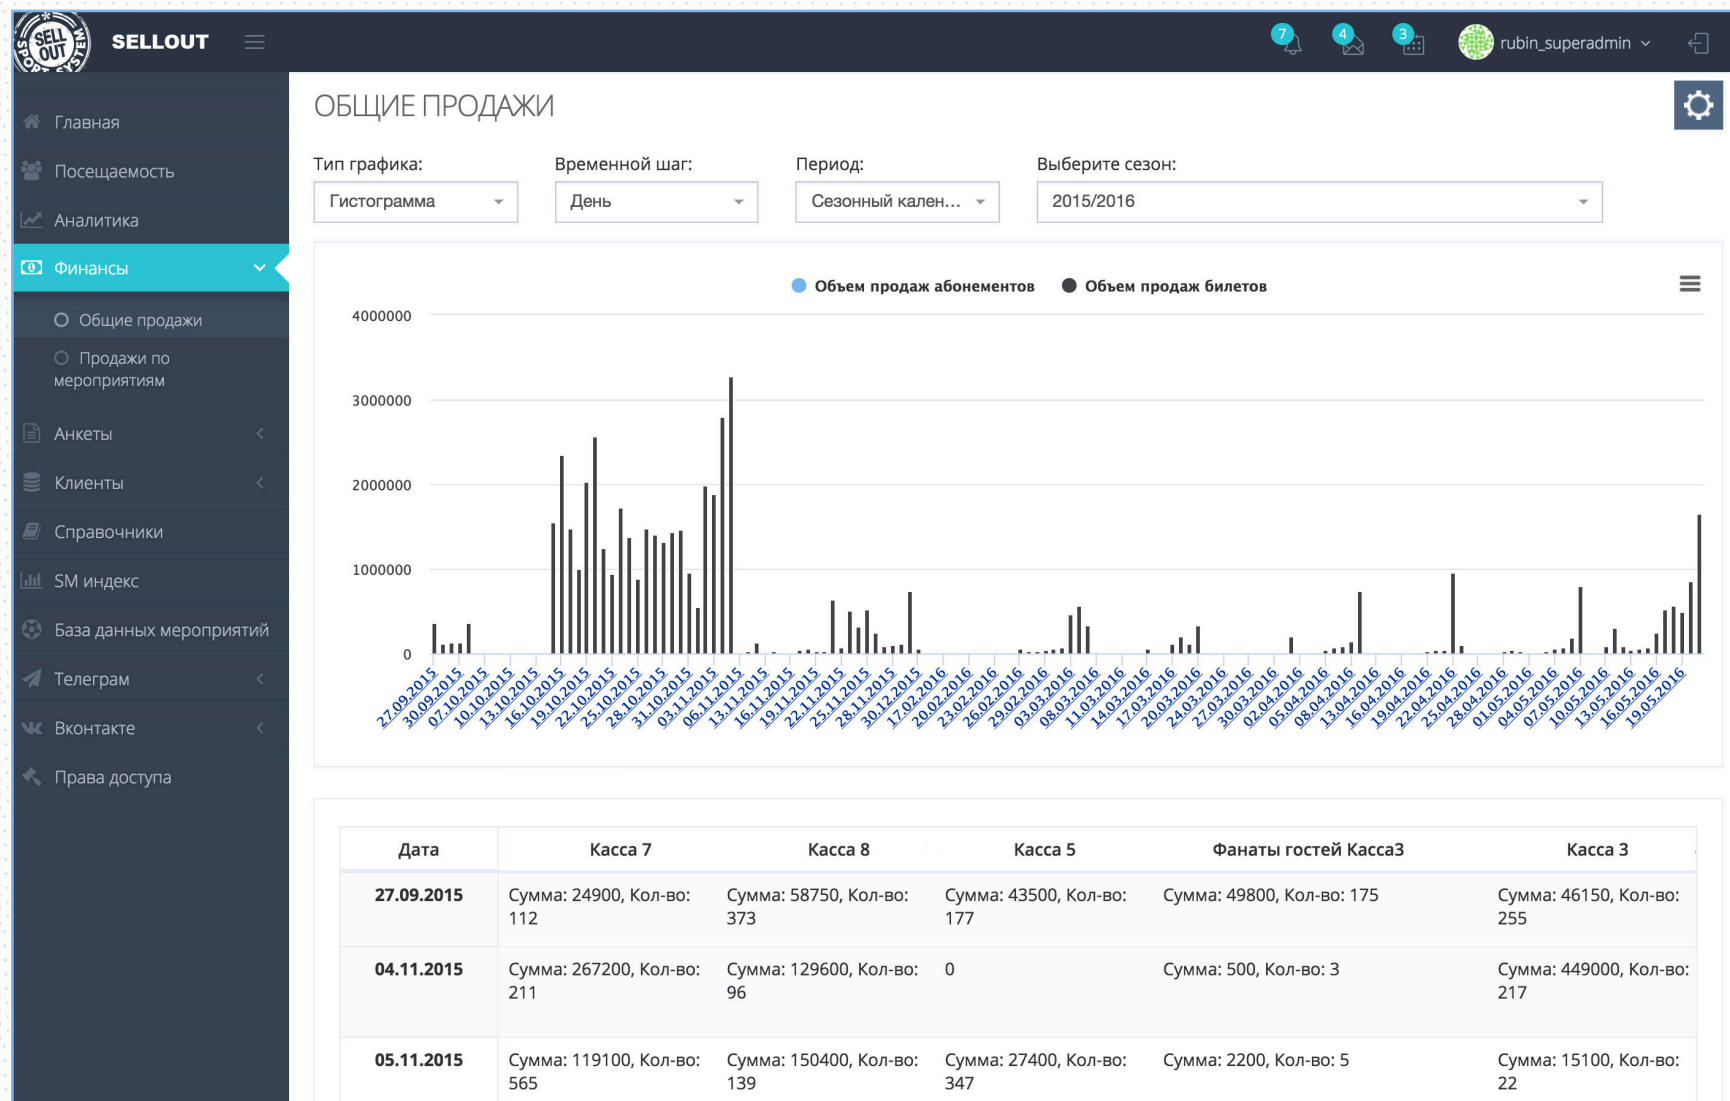 SELL OUT SPORT SYSTEM
SELLOUT
7
4
3
rubin_superadmin
Главная
Посещаемость
Аналитика
Финансы
Общие продажи
Продажи по
мероприятиям
Анкеты
Клиенты
Справочники
SM индекс
База данных мероприятий
Телеграм
Вконтакте
Права доступа
ОБЩИЕ ПРОДАЖИ
Тип графика: Временной шаг: Период: Выберите сезон:
Гистограмма День Сезонный кален... 2015/2016
Объем продаж абонементов Объем продаж билетов
4000000
3000000
2000000
1000000
0
27.09.2015 30.09.2015 07.10.2015 10.10.2015 13.10.2015 16.10.2015 19.10.2015 22.10.2015 25.10.2015 28.10.2015 31.10.2015 03.11.2015 06.11.2015 13.11.2015 16.11.2015 19.11.2015 22.11.2015 25.11.2015 28.11.2015 30.12.2015 17.02.2016 20.02.2016 23.02.2016 26.02.2016 29.02.2016 03.03.2016 08.03.2016 11.03.2016 14.03.2016 17.03.2016 20.03.2016 24.03.2016 27.03.2016 30.03.2016 02.04.2016 05.04.2016 08.04.2016 13.04.2016 16.04.2016 19.04.2016 22.04.2016 25.04.2016 28.04.2016 01.05.2016 04.05.2016 07.05.2016 10.05.2016 13.05.2016 16.05.2016 19.05.2016
Дата Касса 7 Касса 8 Касса 5 Фанаты гостей Касса3 Касса 3
27.09.2015 Сумма: 24900, Кол-во: Сумма: 58750, Кол-во: Сумма: 43500, Кол-во: Сумма: 49800, Кол-во: 175 Сумма: 46150, Кол-во:
112 373 177 255
04.11.2015 Сумма: 267200, Кол-во: Сумма: 129600, Кол-во: 0 Сумма: 500, Кол-во: 3 Сумма: 449000, Кол-во:
211 96 217
05.11.2015 Сумма: 119100, Кол-во: Сумма: 150400, Кол-во: Сумма: 27400, Кол-во: Сумма: 2200, Кол-во: 5 Сумма: 15100, Кол-во:
565 139 347 22